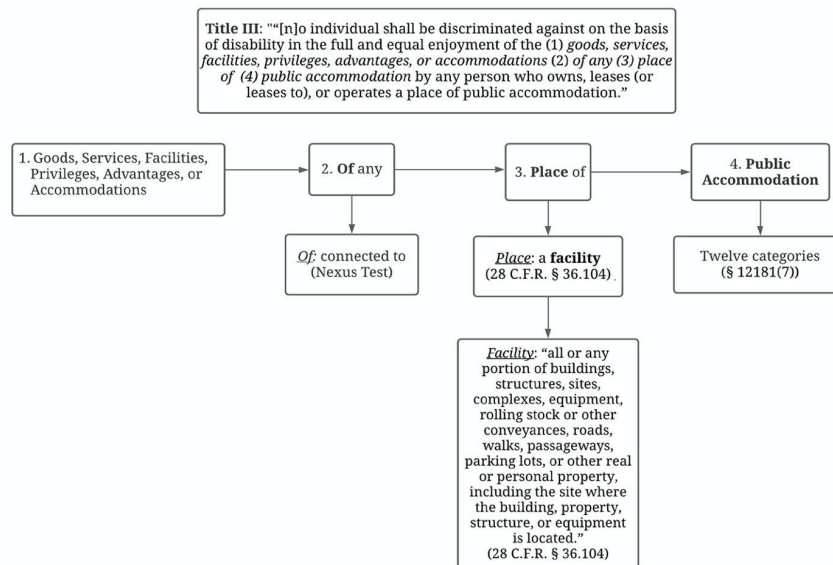 Title III: "“[n]o individual shall be discriminated against on the basis
of disability in the full and equal enjoyment of the (1) goods, services,
facilities, privileges, advantages, or accommodations (2) of any (3) place
of (4) public accommodation by any person who owns, leases (or
leases to), or operates a place of public accommodation.”
1. Goods, Services, Facilities,
Privileges, Advantages, or
Accommodations
2. Of any
3. Place of
4. Public
Accommodation
Of: connected to
(Nexus Test)
Place: a facility
(28 C.F.R. § 36.104)
Twelve categories
(§ 12181(7))
Facility: “all or any
portion of buildings,
structures, sites,
complexes, equipment,
rolling stock or other
conveyances, roads,
walks, passageways,
parking lots, or other real
or personal property,
including the site where
the building, property,
structure, or equipment
is located.”
(28 C.F.R. § 36.104)